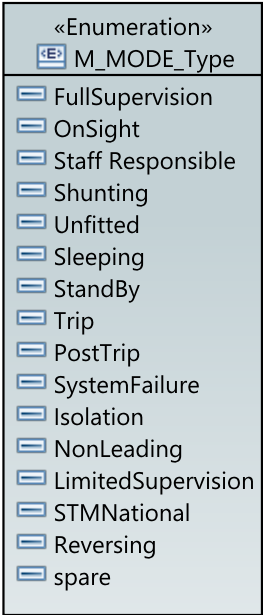 «Enumeration»
<E> M_MODE_Type
FullSupervision
OnSight
Staff Responsible
Shunting
Unfitted
Sleeping
StandBy
Trip
PostTrip
SystemFailure
Isolation
NonLeading
LimitedSupervision
STMNational
Reversing
spare